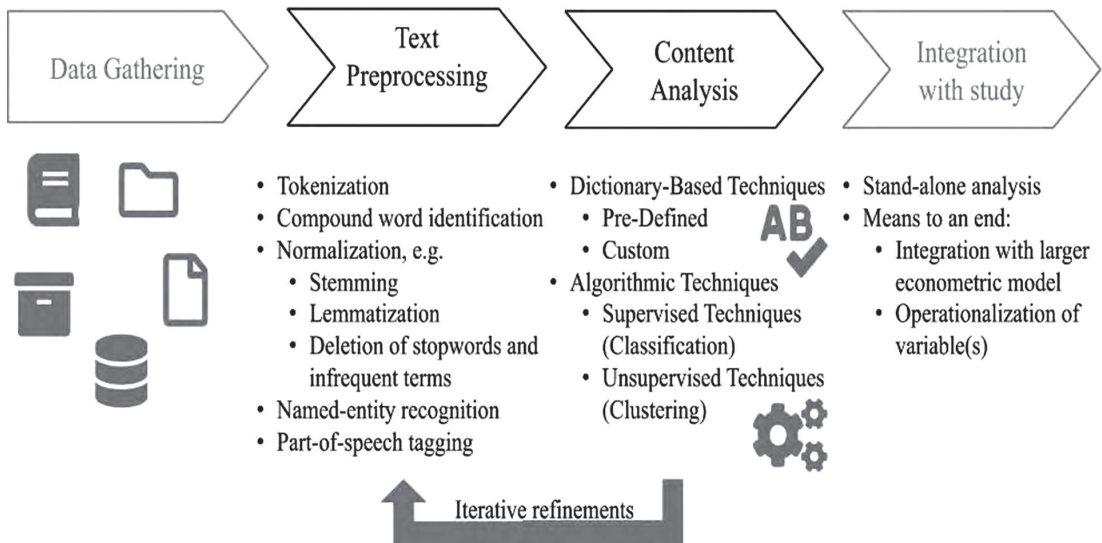 Data Gathering
Text
Preprocessing
Content
Analysis
Integration
with study
• Tokenization
• Compound word identification
• Normalization, e.g.
• Stemming
• Lemmatization
• Deletion of stopwords and
infrequent terms
• Named-entity recognition
• Part-of-speech tagging
• Dictionary-Based Techniques
• Pre-Defined
• Custom
AB
• Algorithmic Techniques
• Supervised Techniques
(Classification)
• Unsupervised Techniques
(Clustering)
• Stand-alone analysis
• Means to an end:
• Integration with larger
econometric model
• Operationalization of
variable(s)
Iterative refinements